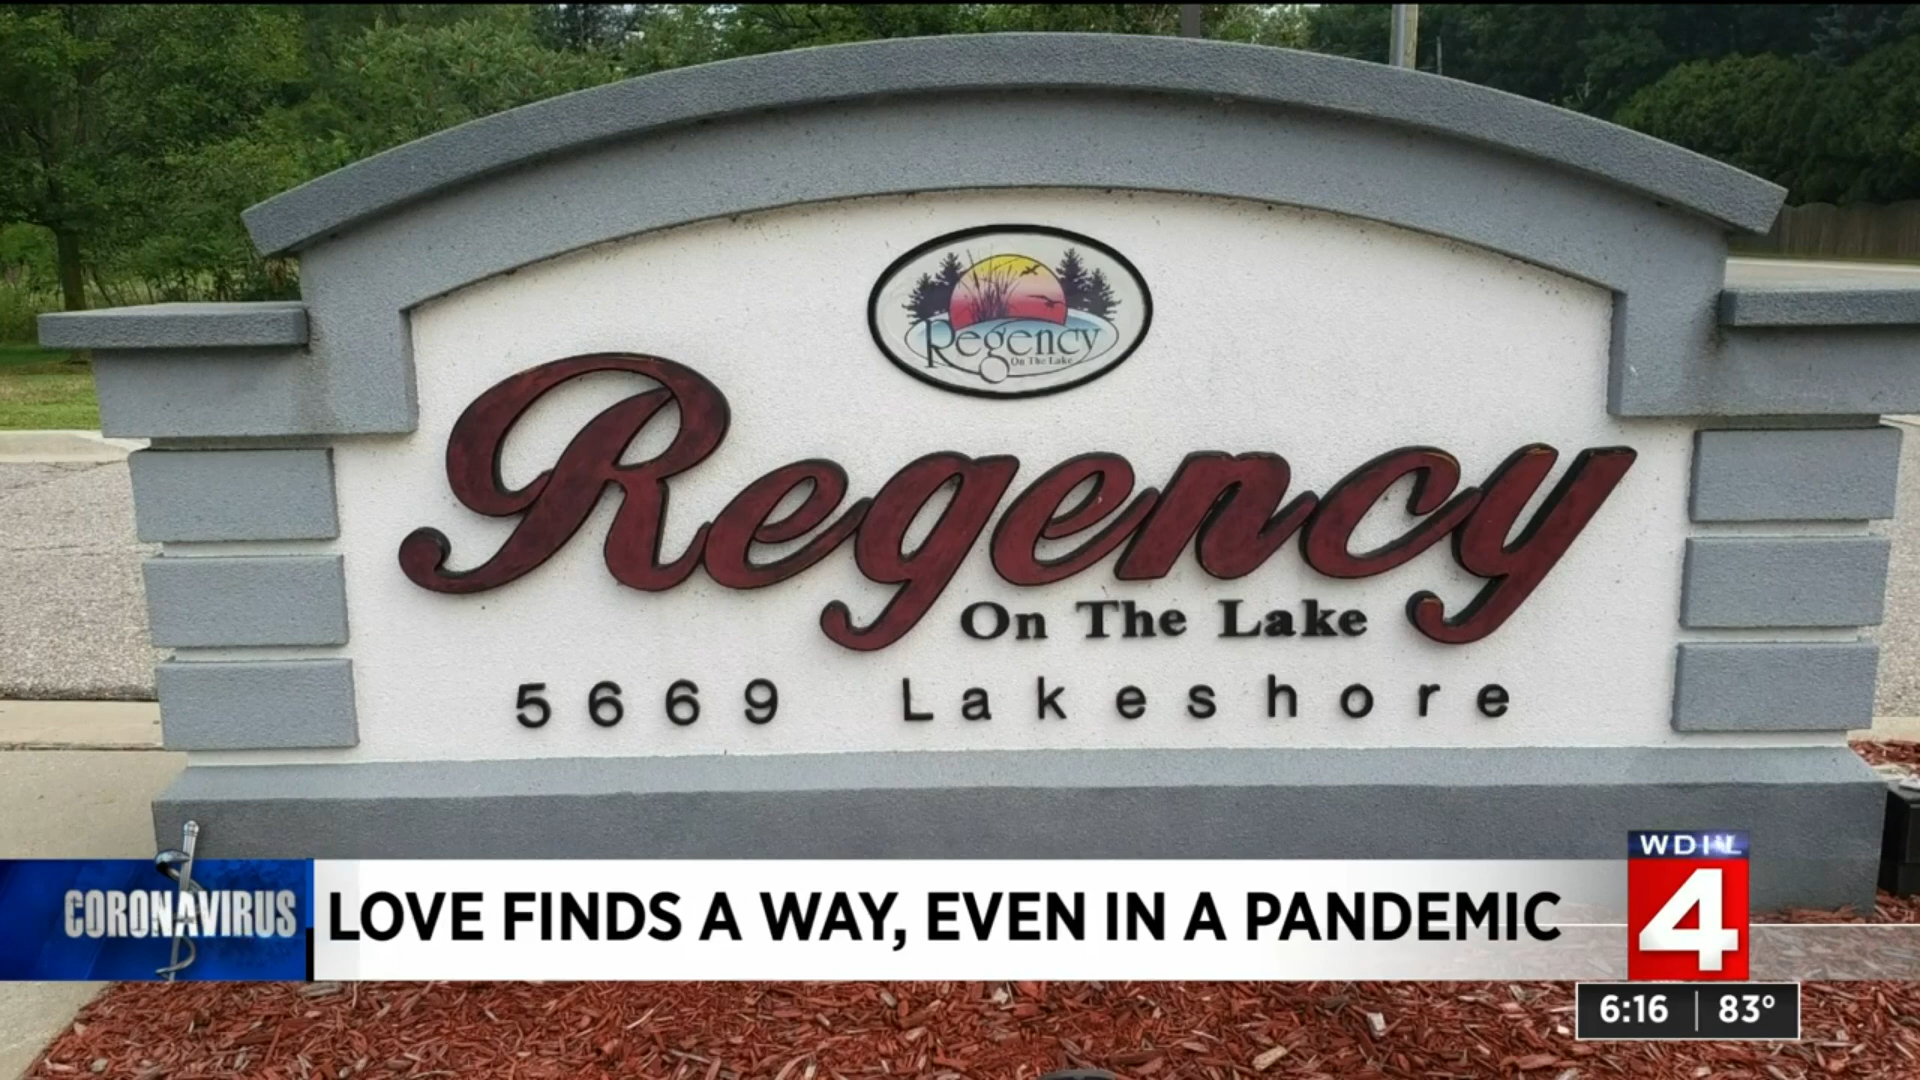 Regency
On The Lake
Regency
On The Lake
5669 Lakeshore
CORONAVIRUS
LOVE FINDS A WAY, EVEN IN A PANDEMIC
4
6:16
83°